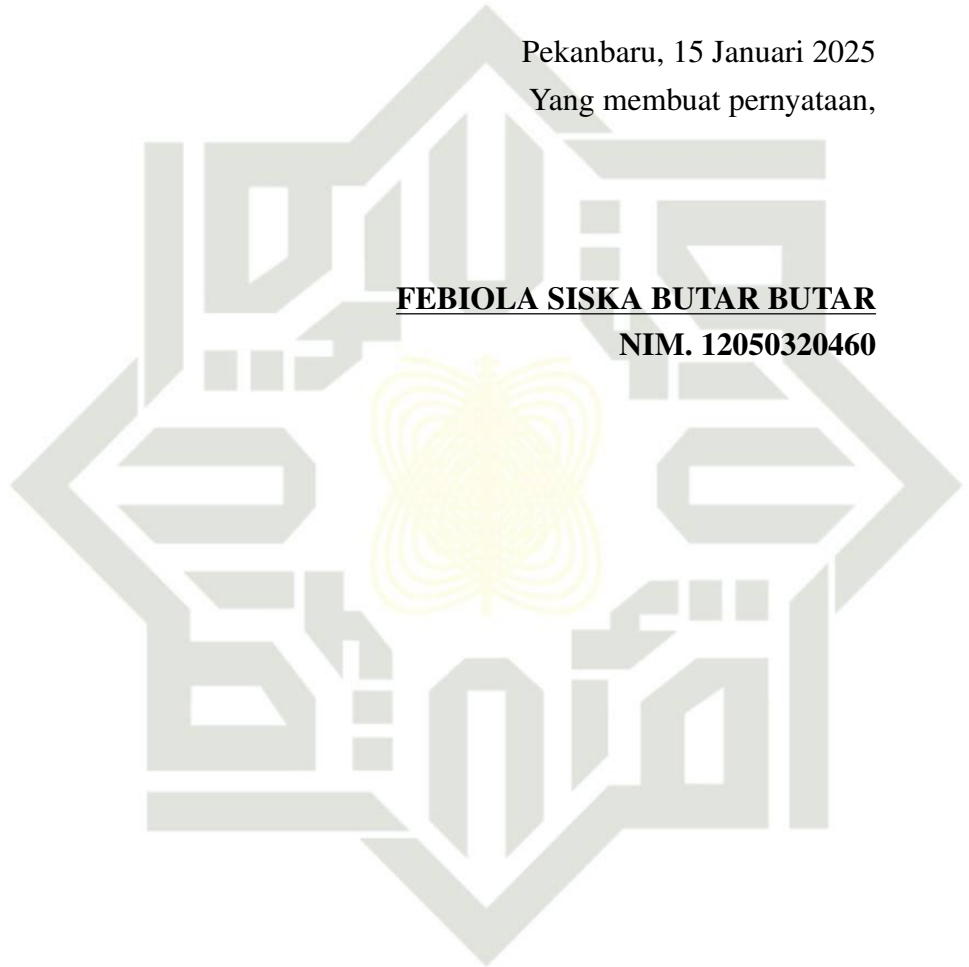 Pekanbaru, 15 Januari 2025
Yang membuat pernyataan,
FEBIOLA SISKA BUTAR BUTAR
NIM. 12050320460